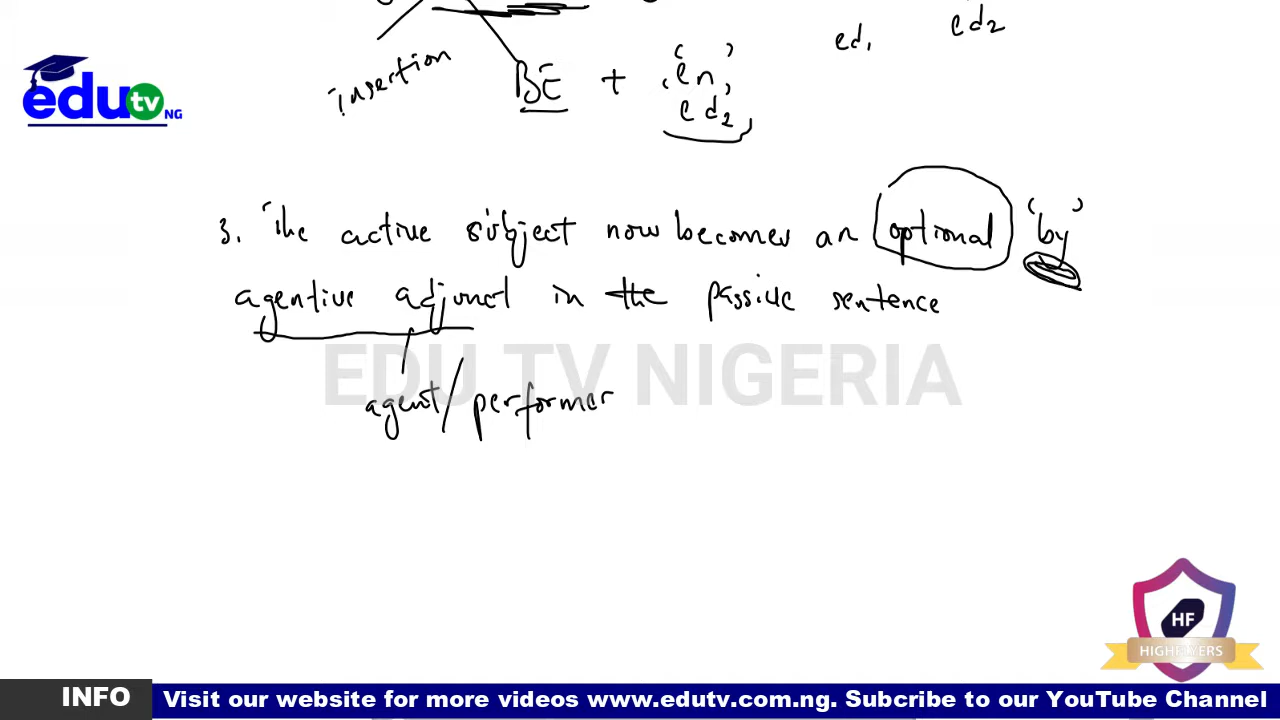 ed1 ed2
insertion BE + 'en'
ed2
edu tv NG
3. The active subject now becomes an optional 'by'
agentive adjunct in the passive sentence
EDU TV NIGERIA
agent/performer
HF
HIGHFLYERS
INFO Visit our website for more videos www.edutv.com.ng. Subcribe to our YouTube Channel